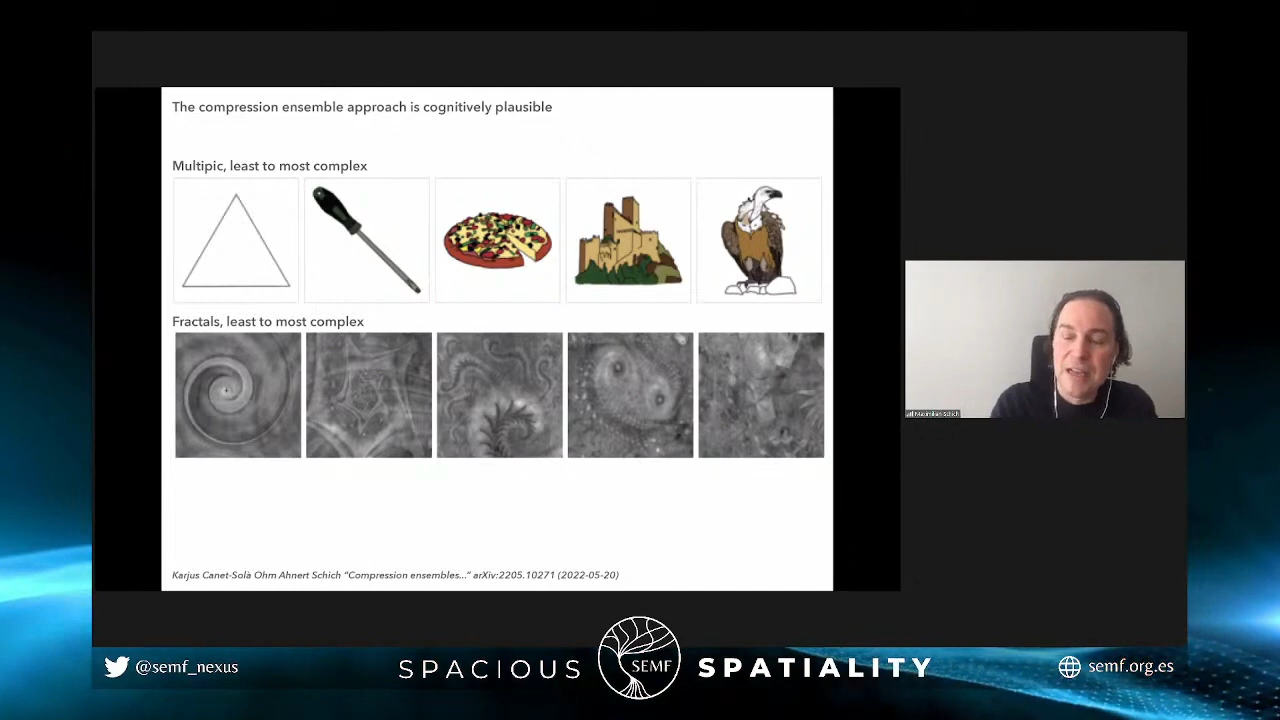 The compression ensemble approach is cognitively plausible
Multipic, least to most complex
Fractals, least to most complex
Karjus Canet-Solà Ohm Ahnert Schich “Compression ensembles...” arXiv:2205.10271 (2022-05-20)
Maximilian Schich
@semf_nexus
SPACIOUS
SEMF
SPATIALITY
semf.org.es